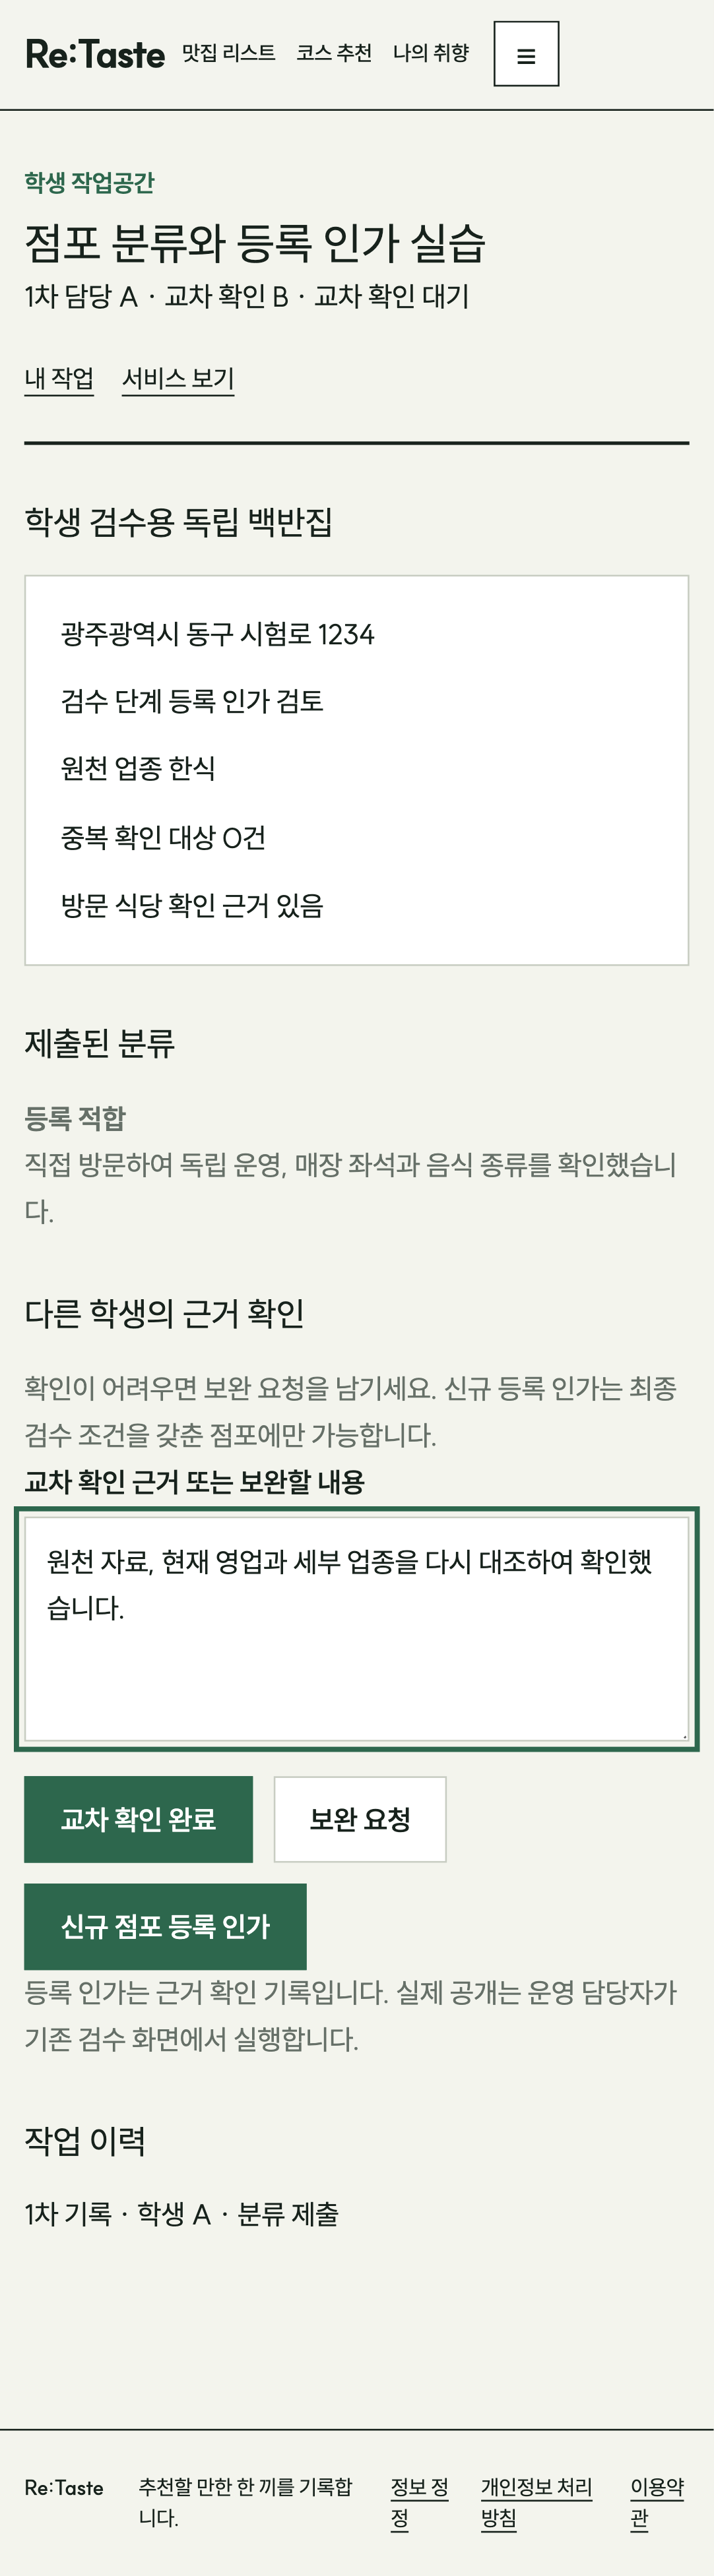 Re:Taste 맛집 리스트 코스 추천 나의 취향 ≡
학생 작업공간
점포 분류와 등록 인가 실습
1차 담당 A · 교차 확인 B · 교차 확인 대기
내 작업 서비스 보기
학생 검수용 독립 백반집
광주광역시 동구 시험로 1234
검수 단계 등록 인가 검토
원천 업종 한식
중복 확인 대상 0건
방문 식당 확인 근거 있음
제출된 분류
등록 적합
직접 방문하여 독립 운영, 매장 좌석과 음식 종류를 확인했습니
다.
다른 학생의 근거 확인
확인이 어려우면 보완 요청을 남기세요. 신규 등록 인가는 최종
검수 조건을 갖춘 점포에만 가능합니다.
교차 확인 근거 또는 보완할 내용
원천 자료, 현재 영업과 세부 업종을 다시 대조하여 확인했
습니다.
교차 확인 완료 보완 요청
신규 점포 등록 인가
등록 인가는 근거 확인 기록입니다. 실제 공개는 운영 담당자가
기존 검수 화면에서 실행합니다.
작업 이력
1차 기록 · 학생 A · 분류 제출
Re:Taste 추천할 만한 한 끼를 기록합 정보 정 개인정보 처리 이용약
니다. 정 방침 관